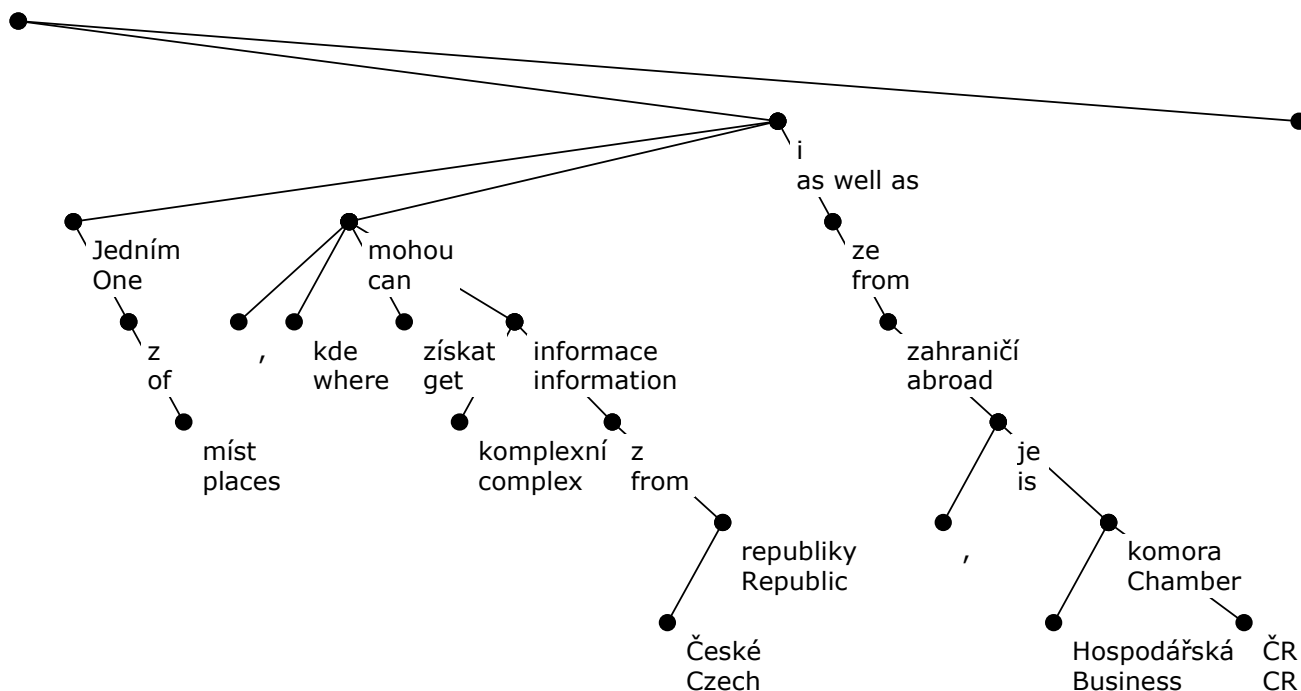 i
as well as
Jedním
One
mohou
can
ze
from
z
of
,
kde
where
získat
get
informace
information
zahraničí
abroad
míst
places
komplexní
complex
z
from
je
is
republiky
Republic
,
komora
Chamber
České
Czech
Hospodářská
Business
ČR
CR